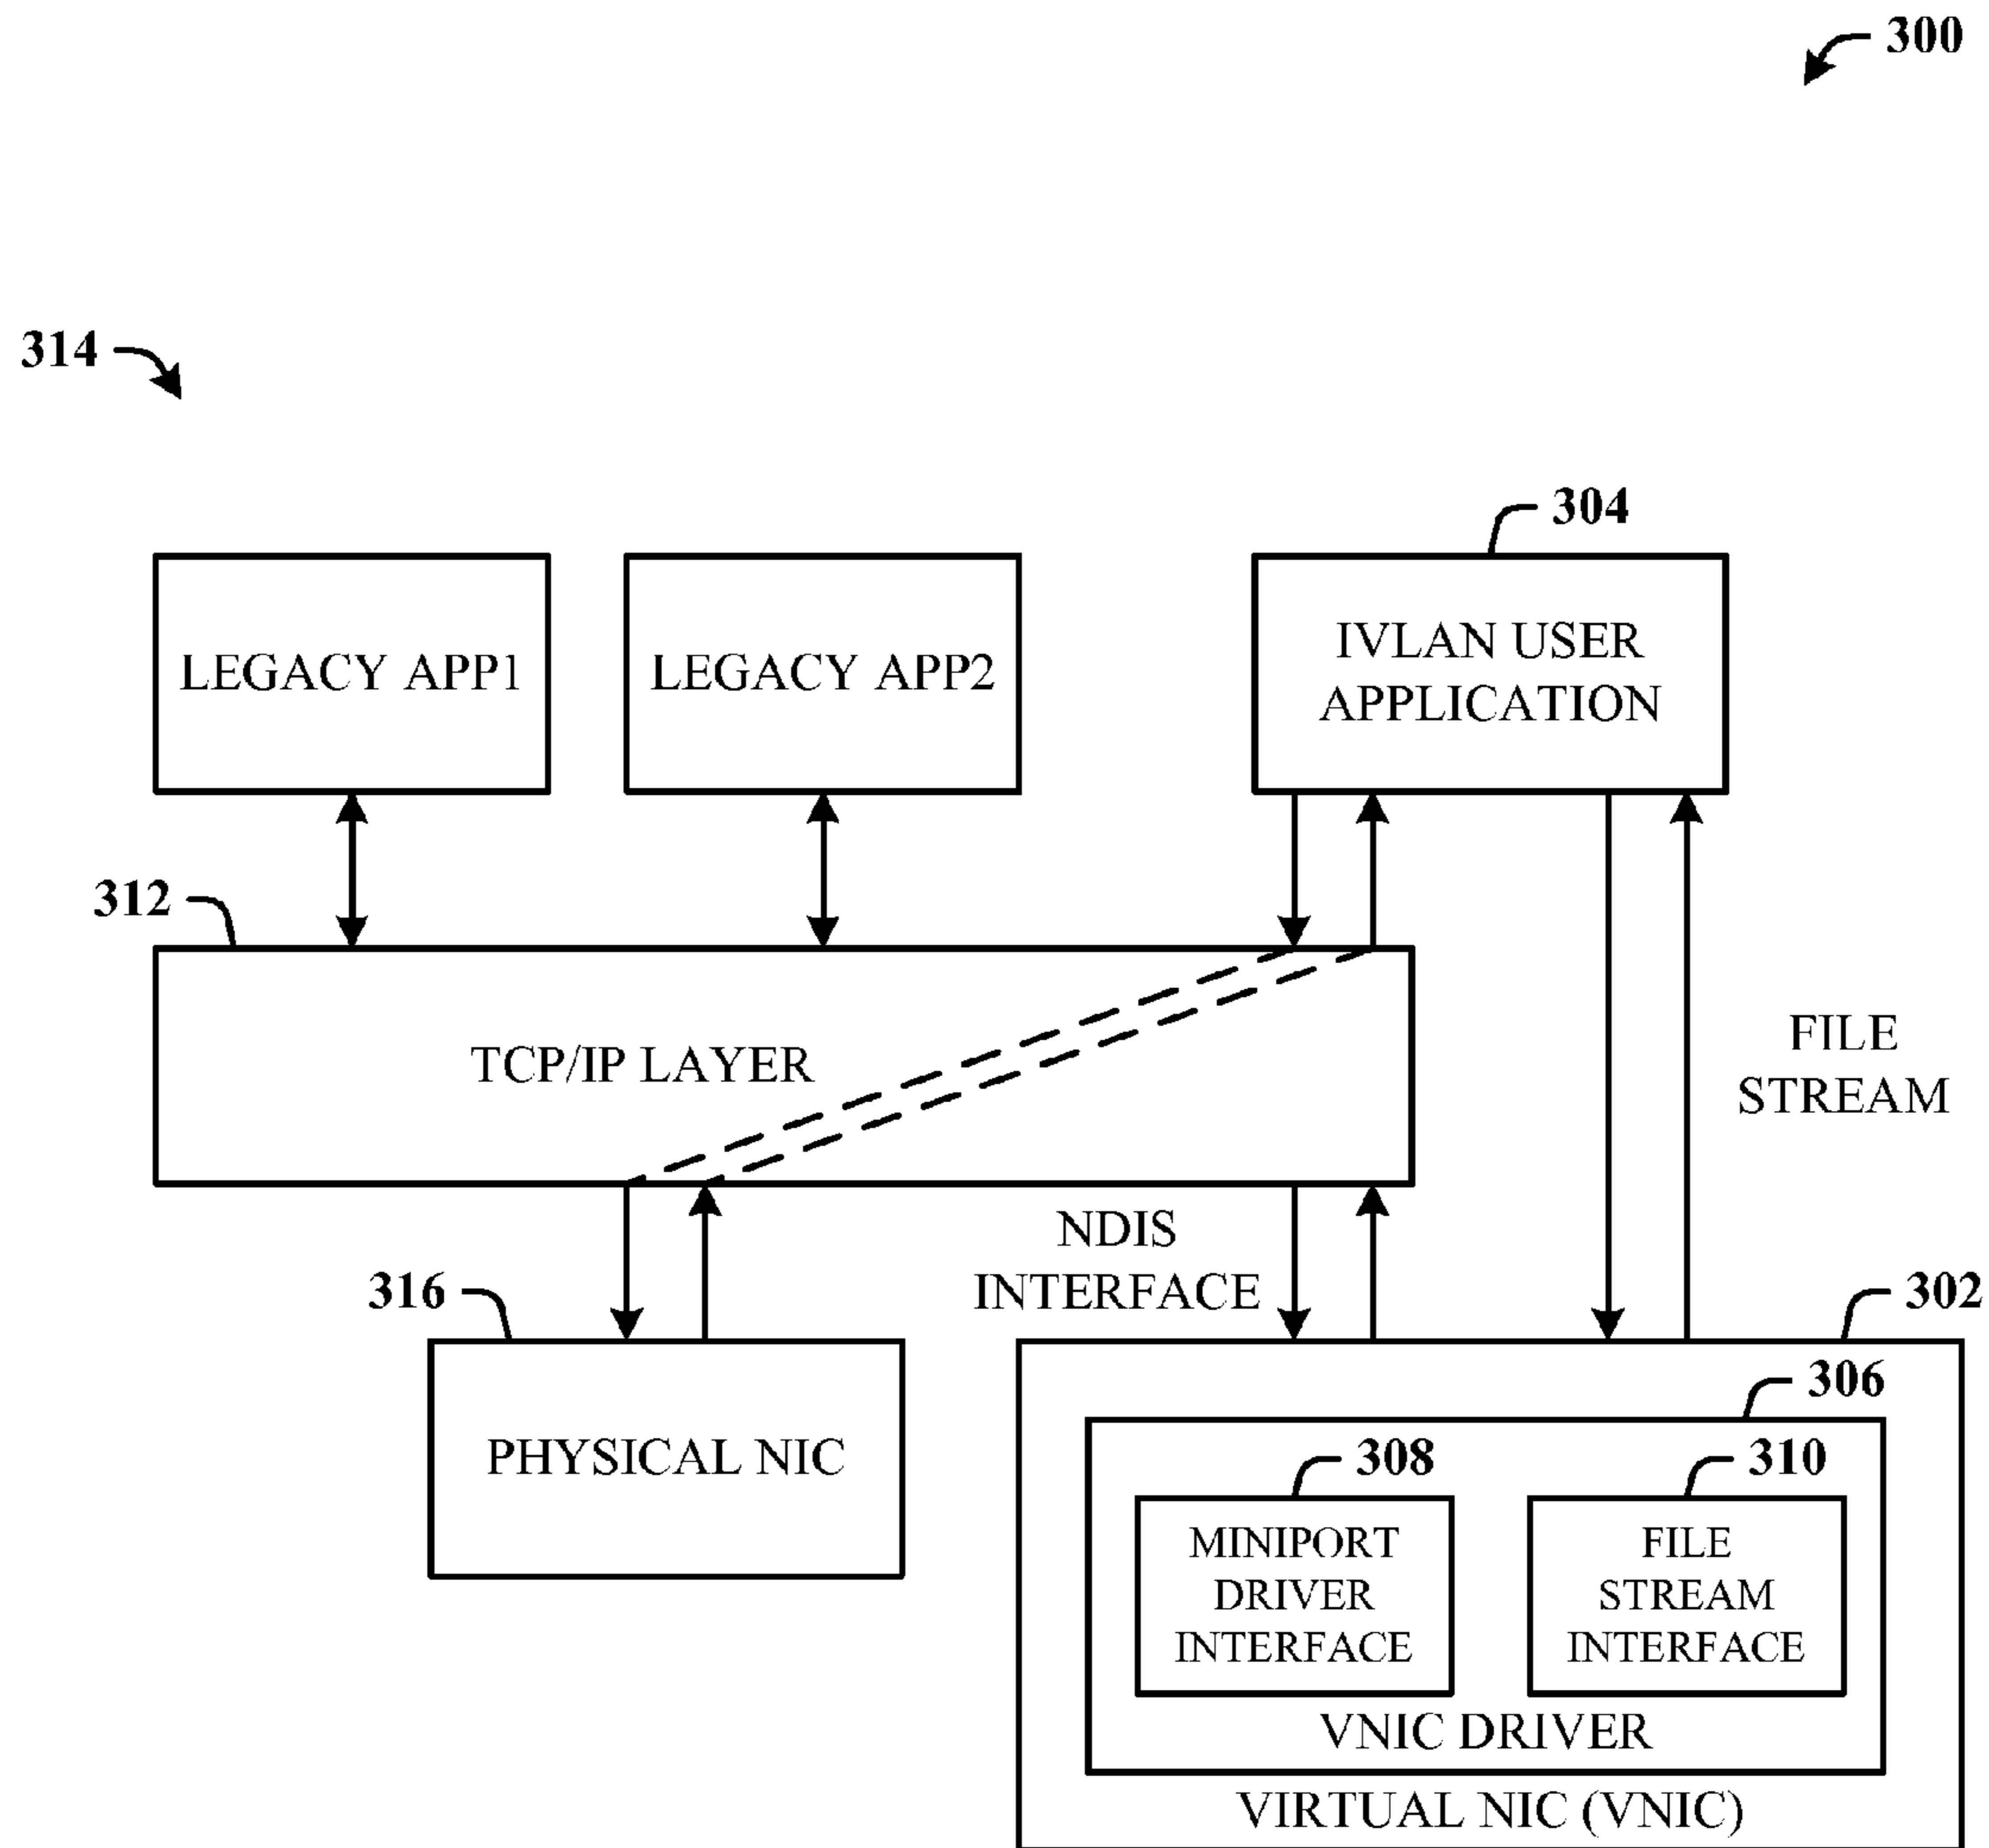 300
314
304
LEGACY APP1
LEGACY APP2
IVLAN USER
APPLICATION
312
TCP/IP LAYER
FILE
STREAM
NDIS
INTERFACE
316
302
PHYSICAL NIC
306
308
310
MINIPORT
DRIVER
INTERFACE
FILE
STREAM
INTERFACE
VNIC DRIVER
VIRTUAL NIC (VNIC)